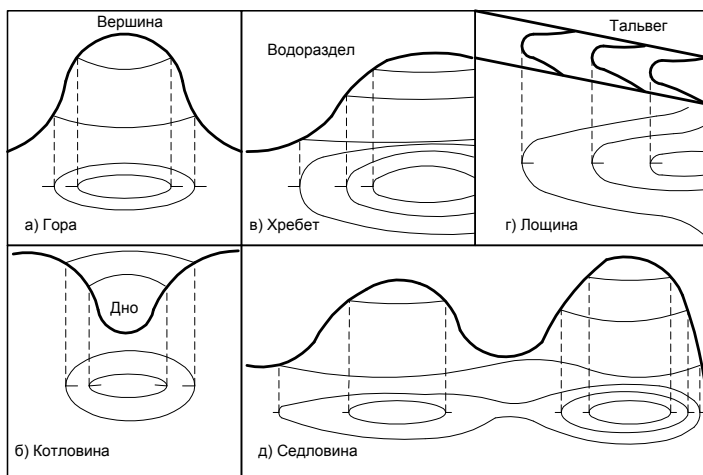 Вершина
а) Гора
Водораздел
в) Хребет
Тальвег
г) Лощина
Дно
б) Котловина
д) Седловина